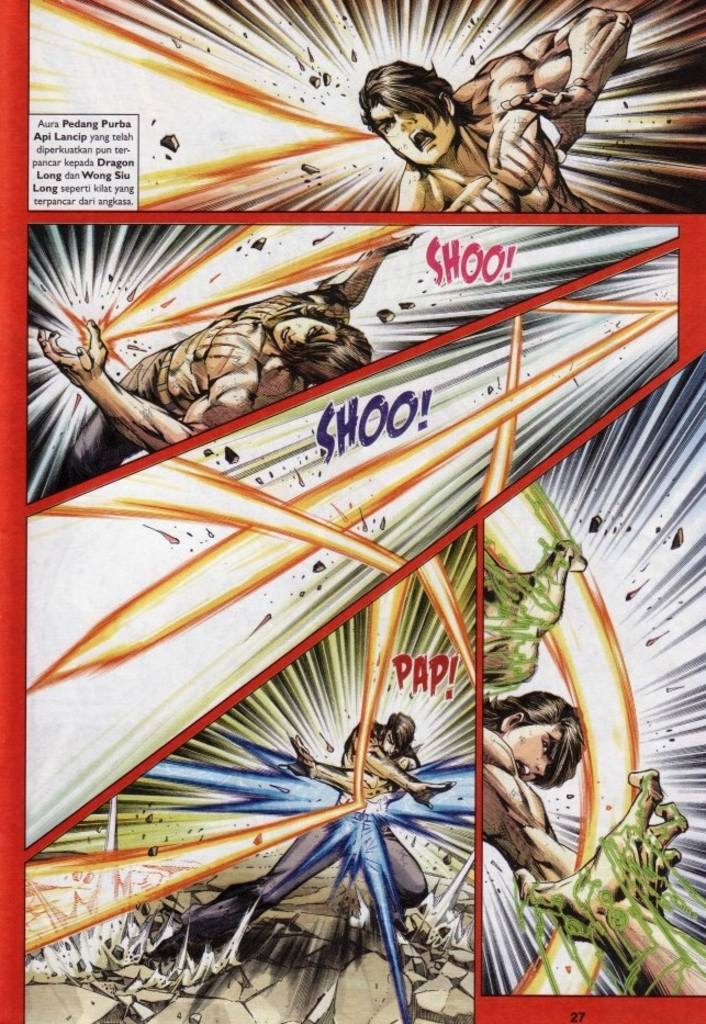 Aura Pedang Purba
Api Lancip yang telah
diperkuatkan pun ter-
pancar kepada Dragon
Long dan Wong Siu
Long seperti kilat yang
terpancar dari angkasa.
SHOO!
SHOO!
PAP!
27